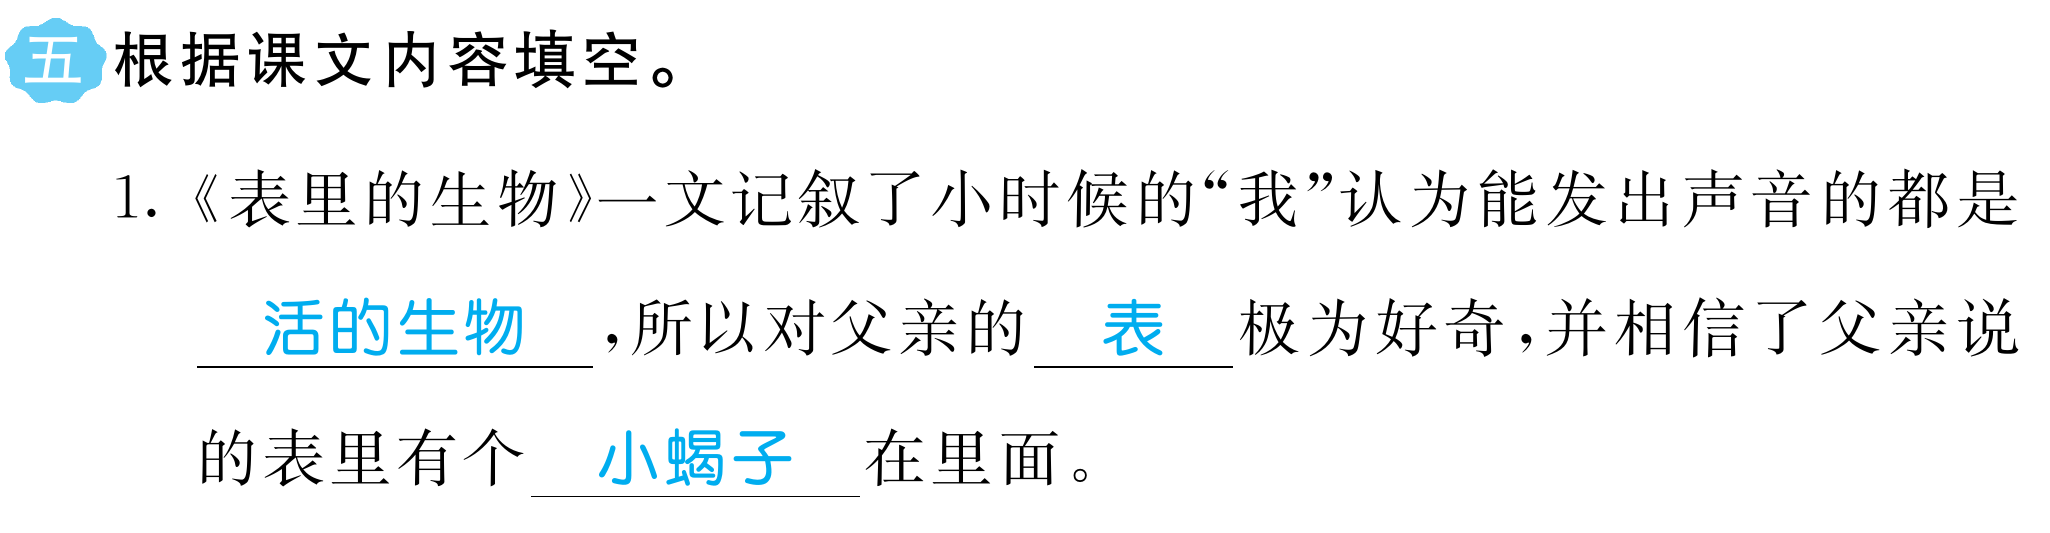 五 根据课文内容填空。
1.《表里的生物》一文记叙了小时候的“我”认为能发出声音的都是
活的生物,所以对父亲的 表 极为好奇,并相信了父亲说
的表里有个 小蝎子 在里面。